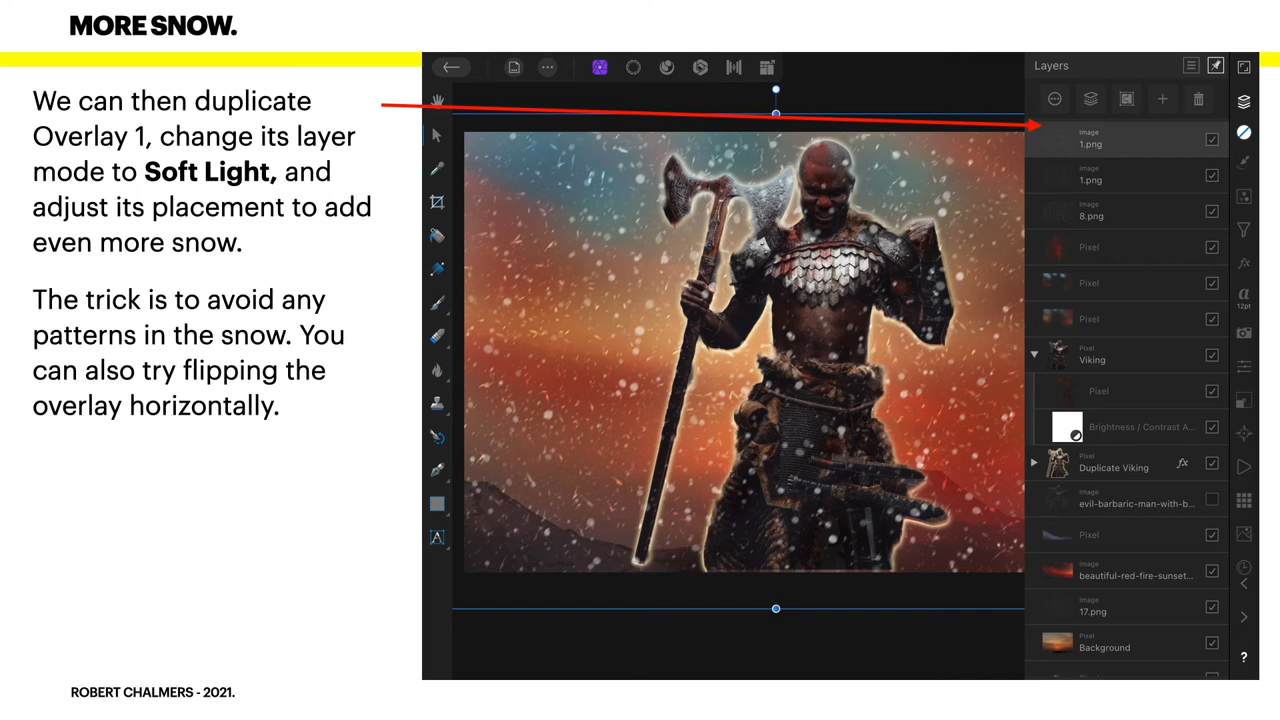 MORE SNOW.
We can then duplicate
Overlay 1, change its layer
mode to Soft Light, and
adjust its placement to add
even more snow.
The trick is to avoid any
patterns in the snow. You
can also try flipping the
overlay horizontally.
ROBERT CHALMERS - 2021.
Layers
Image
1.png
Image
1.png
Image
8.png
Pixel
Pixel
Pixel
Pixel
Viking
Pixel
Brightness / Contrast A...
Pixel
Duplicate Viking
fx
Image
evil-barbaric-man-with-b...
Pixel
Image
beautiful-red-fire-sunset...
Image
17.png
Pixel
Background
fx
a
12pt
A
?